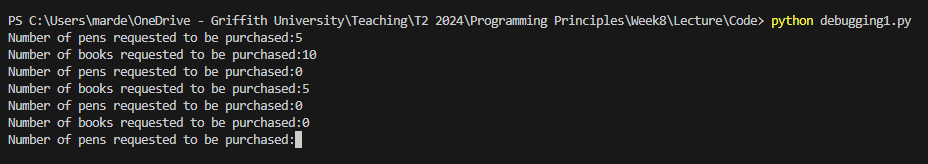 PS C:\Users\marde\OneDrive - Griffith University\Teaching\T2 2024\Programming Principles\Week8\Lecture\Code> python debugging1.py
Number of pens requested to be purchased:5
Number of books requested to be purchased:10
Number of pens requested to be purchased:0
Number of books requested to be purchased:5
Number of pens requested to be purchased:0
Number of books requested to be purchased:0
Number of pens requested to be purchased: